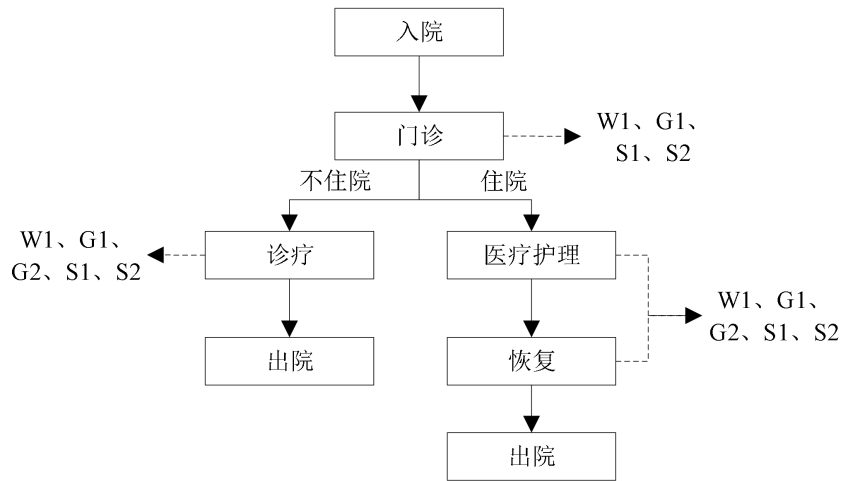 入院
门诊
W1、G1、
S1、S2
不住院
住院
W1、G1、
G2、S1、S2
诊疗
医疗护理
W1、G1、
G2、S1、S2
出院
恢复
出院